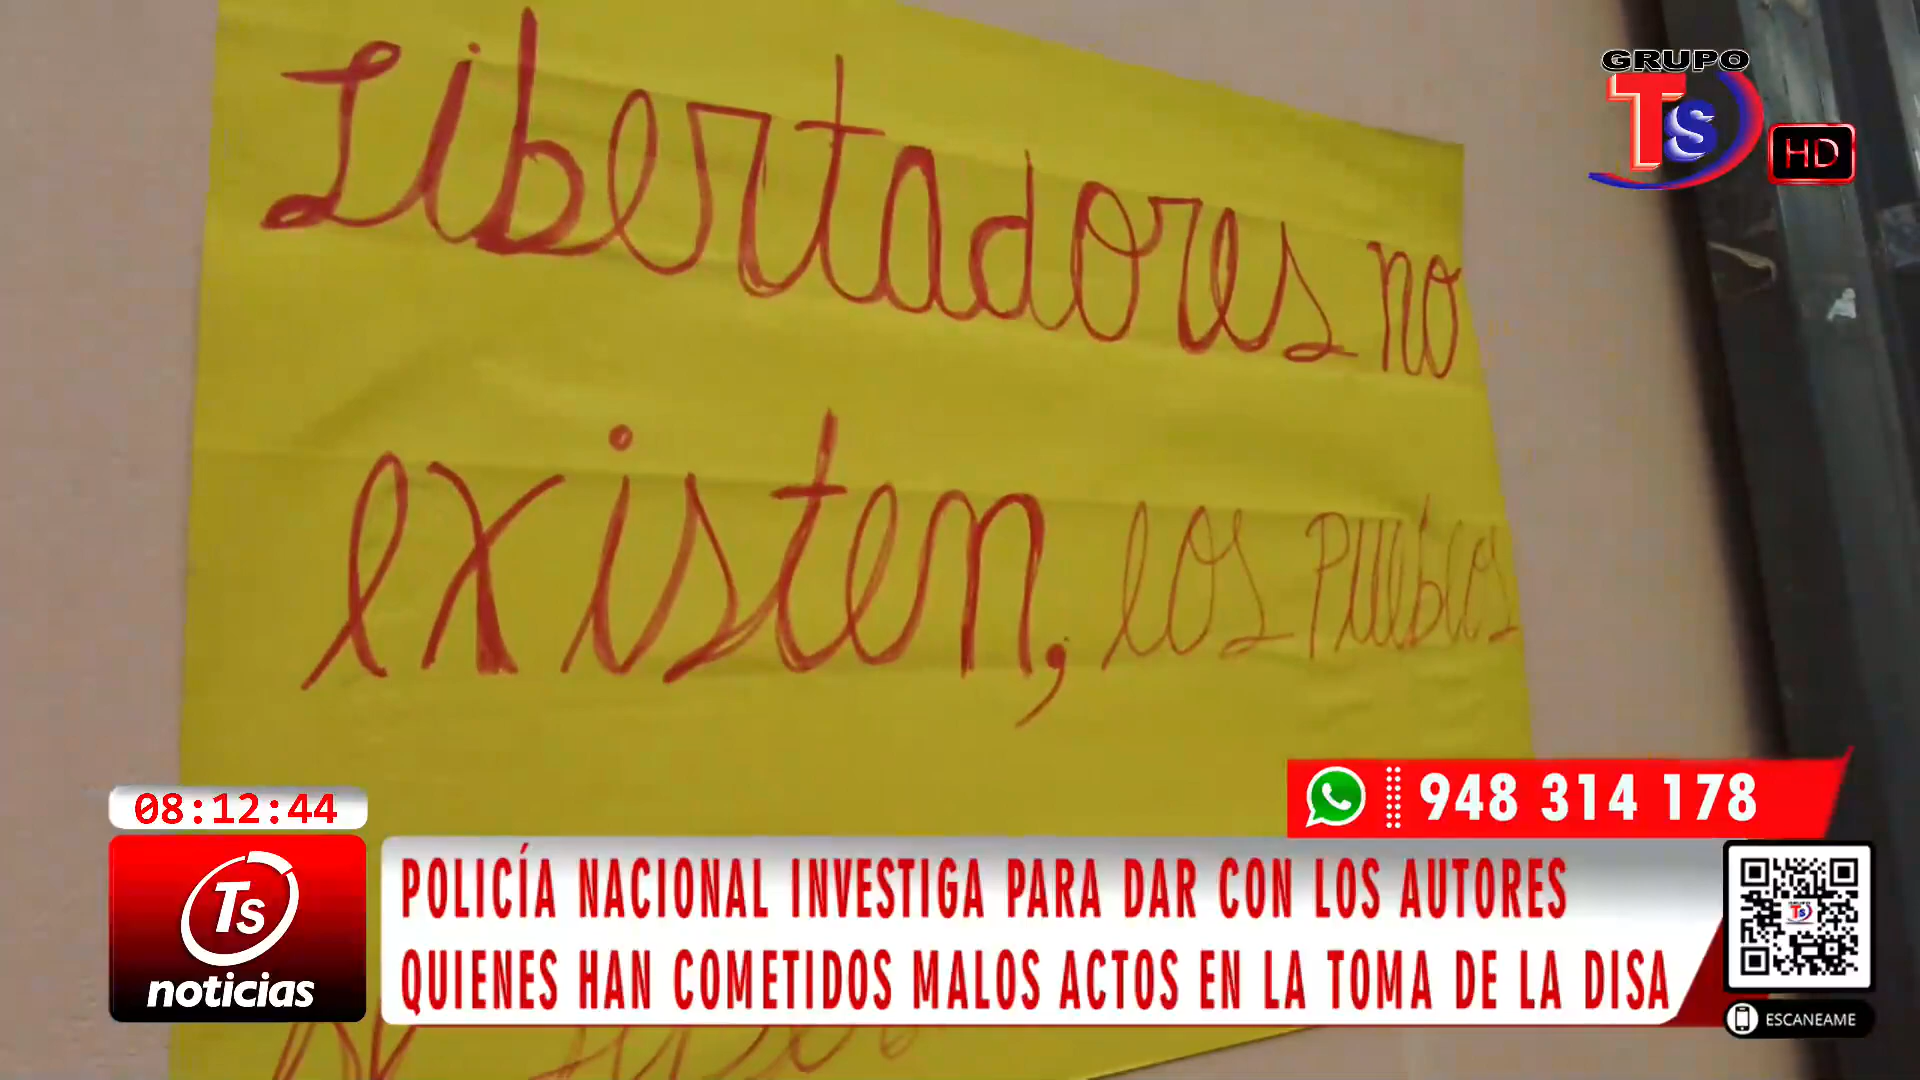 Libertadores no
existen, los pueblos
GRUPO
TS
HD
948 314 178
08:12:44
Ts
noticias
POLICÍA NACIONAL INVESTIGA PARA DAR CON LOS AUTORES
QUIENES HAN COMETIDOS MALOS ACTOS EN LA TOMA DE LA DISA
ESCANEAME